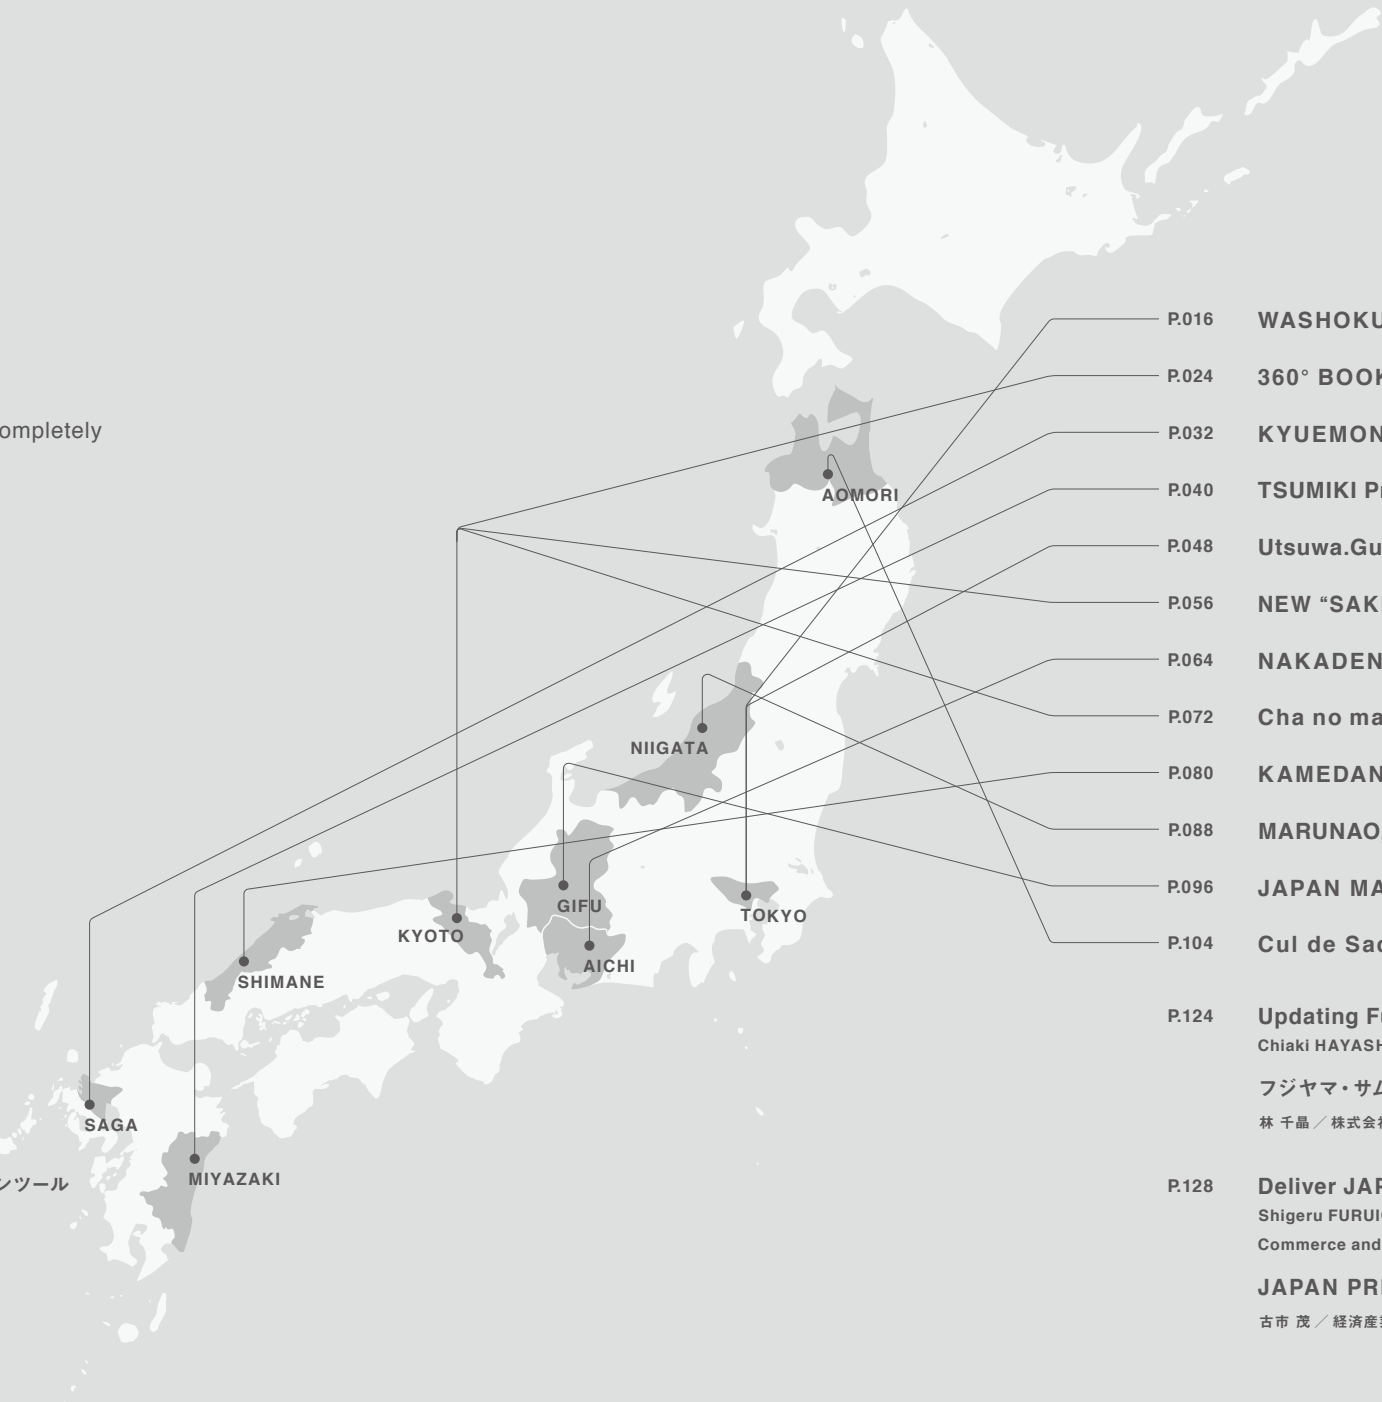 ompletely
AOMORI
NIIGATA
GIFU
TOKYO
KYOTO
AICHI
SHIMANE
SAGA
MIYAZAKI
ンツール
P.016 WASHOKU
P.024 360° BOOK
P.032 KYUEMON
P.040 TSUMIKI Pr
P.048 Utsuwa.Gu
P.056 NEW “SAK
P.064 NAKADEN
P.072 Cha no ma
P.080 KAMEDAN
P.088 MARUNAO
P.096 JAPAN MA
P.104 Cul de Sac
P.124 Updating Fu
Chiaki HAYASH
フジヤマ・サム
林 千晶／株式会社
P.128 Deliver JAP
Shigeru FURUI
Commerce and
JAPAN PR
古市 茂／経済産業